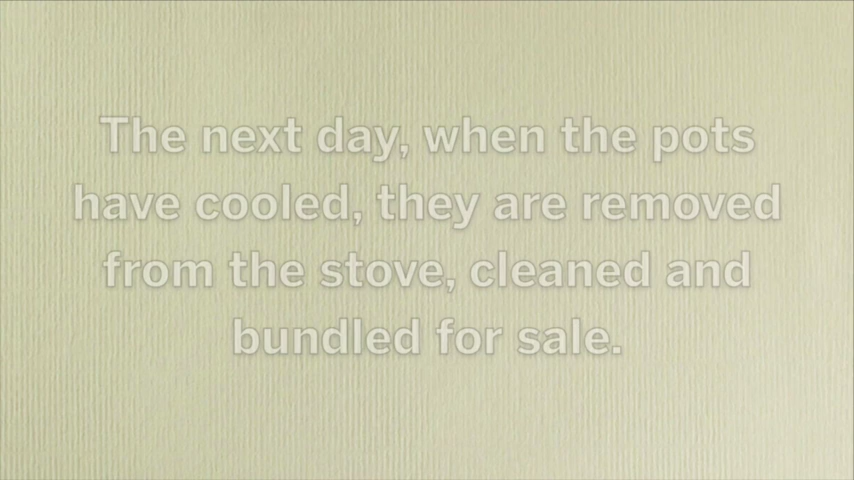 The next day, when the pots
have cooled, they are removed
from the stove, cleaned and
bundled for sale.